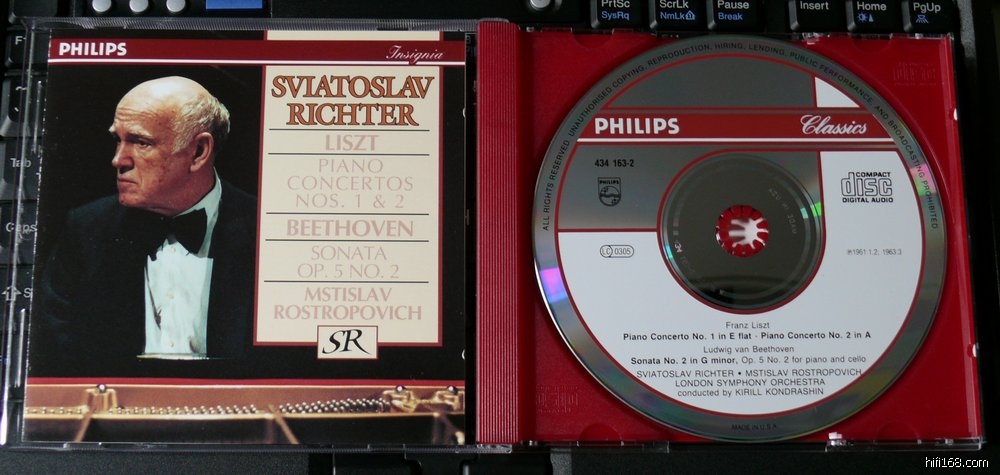 PrtSc
SysRq
ScrLk
NmLk
Pause
Break
Insert
Home
PgUp
Tab
Caps
PHILIPS
Insignia
SVIATOSLAV
RICHTER
LISZT
PIANO
CONCERTOS
NOS. 1 & 2
BEETHOVEN
SONATA
OP. 5 NO. 2
MSTISLAV
ROSTROPOVICH
SR
ALL RIGHTS RESERVED UNAUTHORISED COPYING, REPRODUCTION, HIRING, LENDING, PUBLIC PERFORMANCE AND BROADCASTING PROHIBITED
PHILIPS
Classics
434 163-2
PHILIPS
COMPACT
disc
DIGITAL AUDIO
LC 0305
℗1961:1,2; 1963:3
MADE IN USA
Franz Liszt
Piano Concerto No. 1 in E flat - Piano Concerto No. 2 in A
Ludwig van Beethoven
Sonata No. 2 in G minor, Op. 5 No. 2 for piano and cello
SVIATOSLAV RICHTER • MSTISLAV ROSTROPOVICH
LONDON SYMPHONY ORCHESTRA
conducted by KIRILL KONDRASHIN
MADE IN U.S.A.
hifi168.com